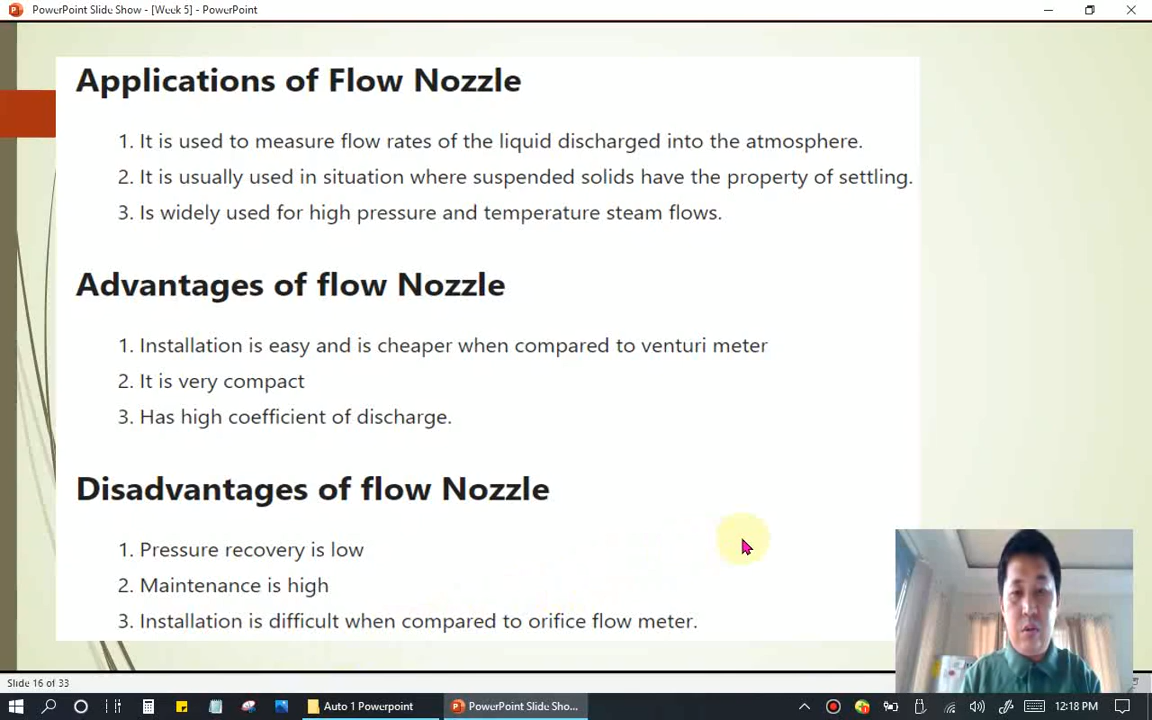 PowerPoint Slide Show - [Week 5] - PowerPoint
Applications of Flow Nozzle
1. It is used to measure flow rates of the liquid discharged into the atmosphere.
2. It is usually used in situation where suspended solids have the property of settling.
3. Is widely used for high pressure and temperature steam flows.
Advantages of flow Nozzle
1. Installation is easy and is cheaper when compared to venturi meter
2. It is very compact
3. Has high coefficient of discharge.
Disadvantages of flow Nozzle
1. Pressure recovery is low
2. Maintenance is high
3. Installation is difficult when compared to orifice flow meter.
Slide 16 of 33
Auto 1 Powerpoint
PowerPoint Slide Sho...
12:18 PM